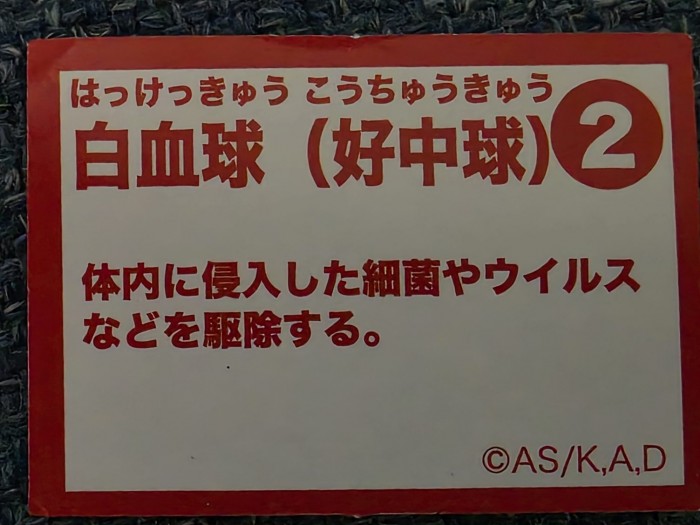 はっけっきゅう こうちゅうきゅう
白血球（好中球）2
体内に侵入した細菌やウイルス
などを駆除する。
©AS/K,A,D